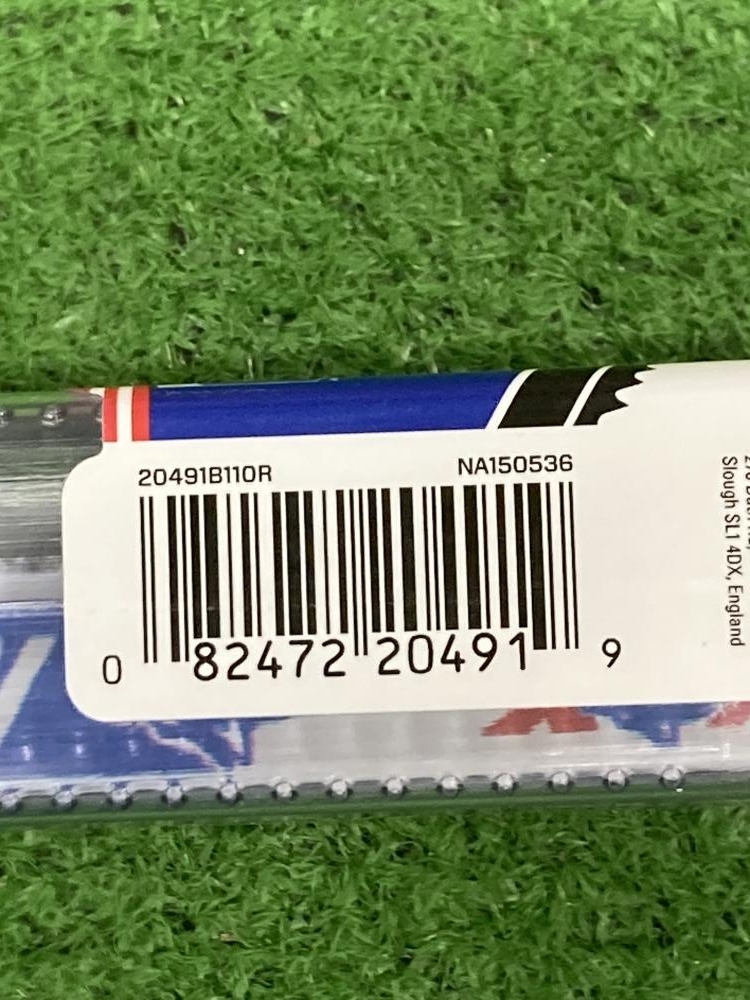 20491B110R NA150536
0 82472 20491 9
Slough SL1 4DX, England